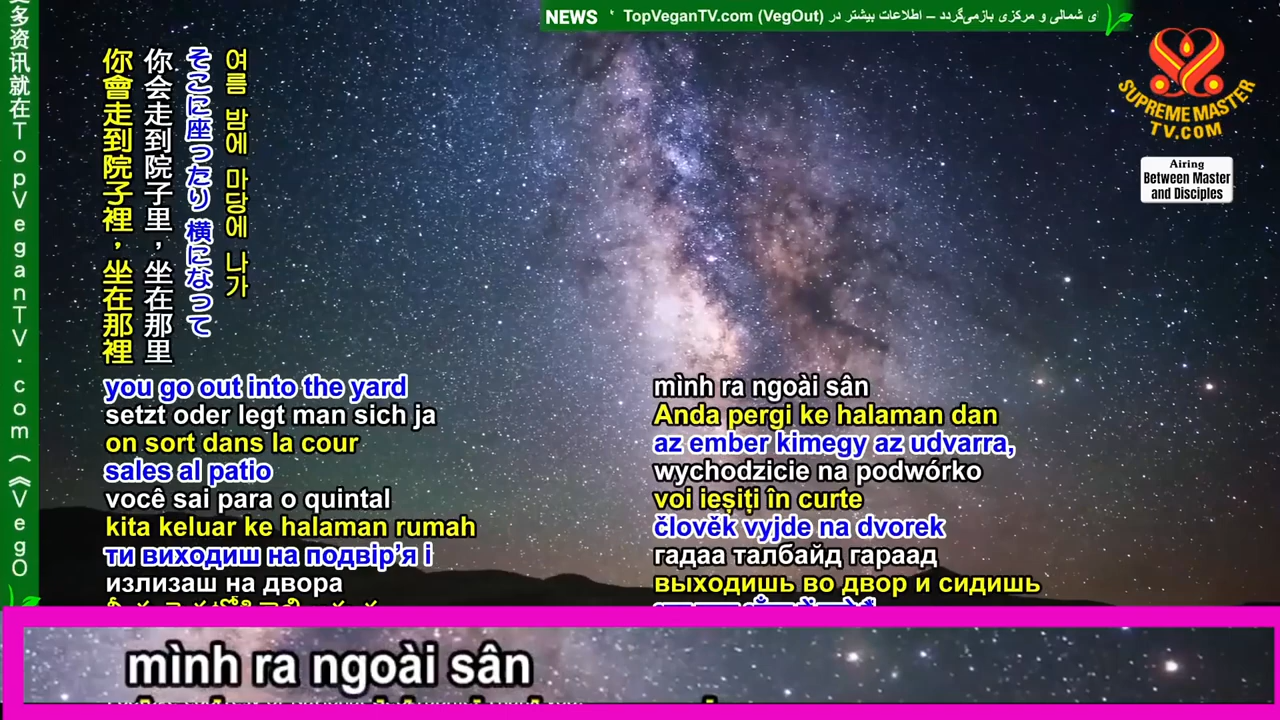 NEWS
TopVeganTV.com (VegOut) ی شمالی و مرکزی بازمی‌گردد – اطلاعات بیشتر در
多资讯就在TopVeganTV.com(《VegO
SUPREME MASTER
TV.COM
Airing
Between Master
and Disciples
여름 밤에 마당에 나가
そこに座ったり 横になって
你会走到院子里，坐在那里
你會走到院子裡，坐在那裡
you go out into the yard
setzt oder legt man sich ja
on sort dans la cour
sales al patio
você sai para o quintal
kita keluar ke halaman rumah
ти виходиш на подвір’я і
излизаш на двора
mình ra ngoài sân
Anda pergi ke halaman dan
az ember kimegy az udvarra,
wychodzicie na podwórko
voi ieșiți în curte
člověk vyjde na dvorek
гадаа талбайд гараад
выходишь во двор и сидишь
mình ra ngoài sân